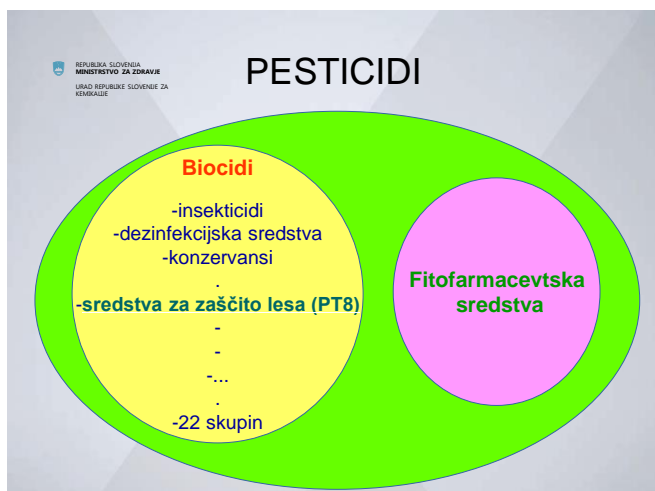 REPUBLIKA SLOVENIJA
MINISTRSTVO ZA ZDRAVJE
URAD REPUBLIKE SLOVENIJE ZA
KEMIKALIJE
PESTICIDI
Biocidi
-insekticidi
-dezinfekcijska sredstva
-konzervansi
.
-sredstva za zaščito lesa (PT8)
-
-
-...
.
-22 skupin
Fitofarmacevtska
sredstva